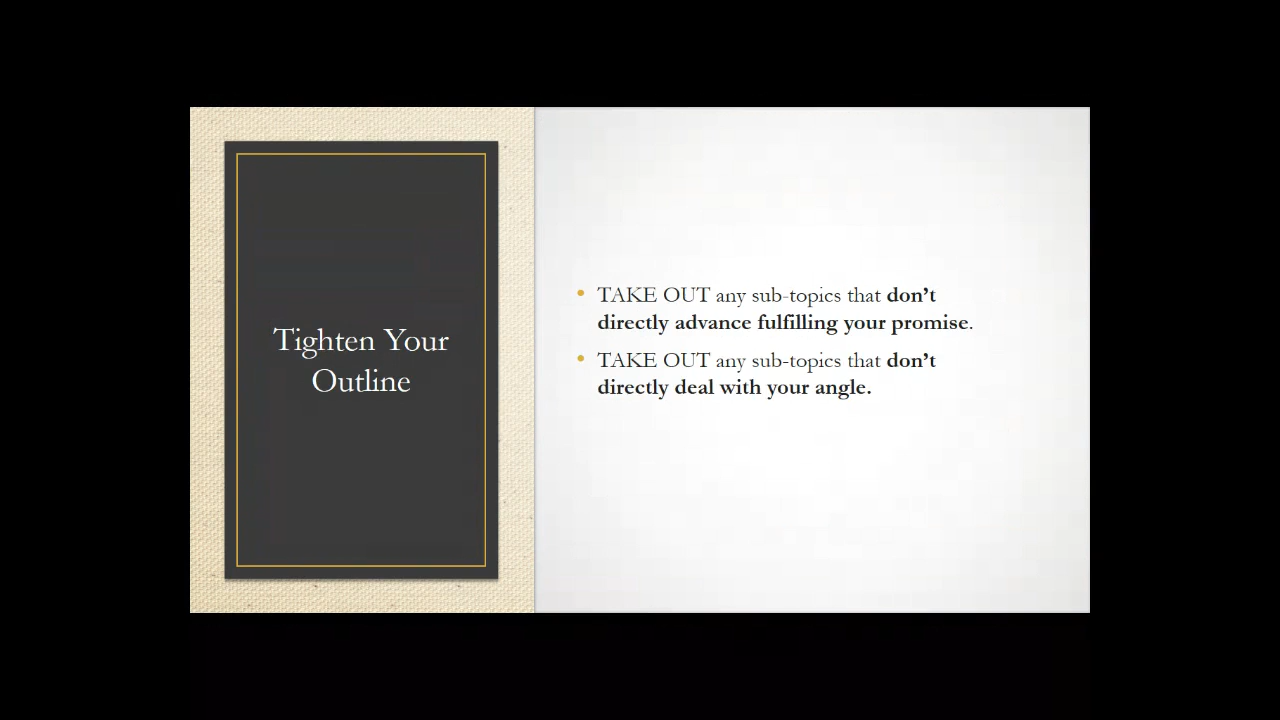 Tighten Your
Outline
• TAKE OUT any sub-topics that don’t
directly advance fulfilling your promise.
• TAKE OUT any sub-topics that don’t
directly deal with your angle.